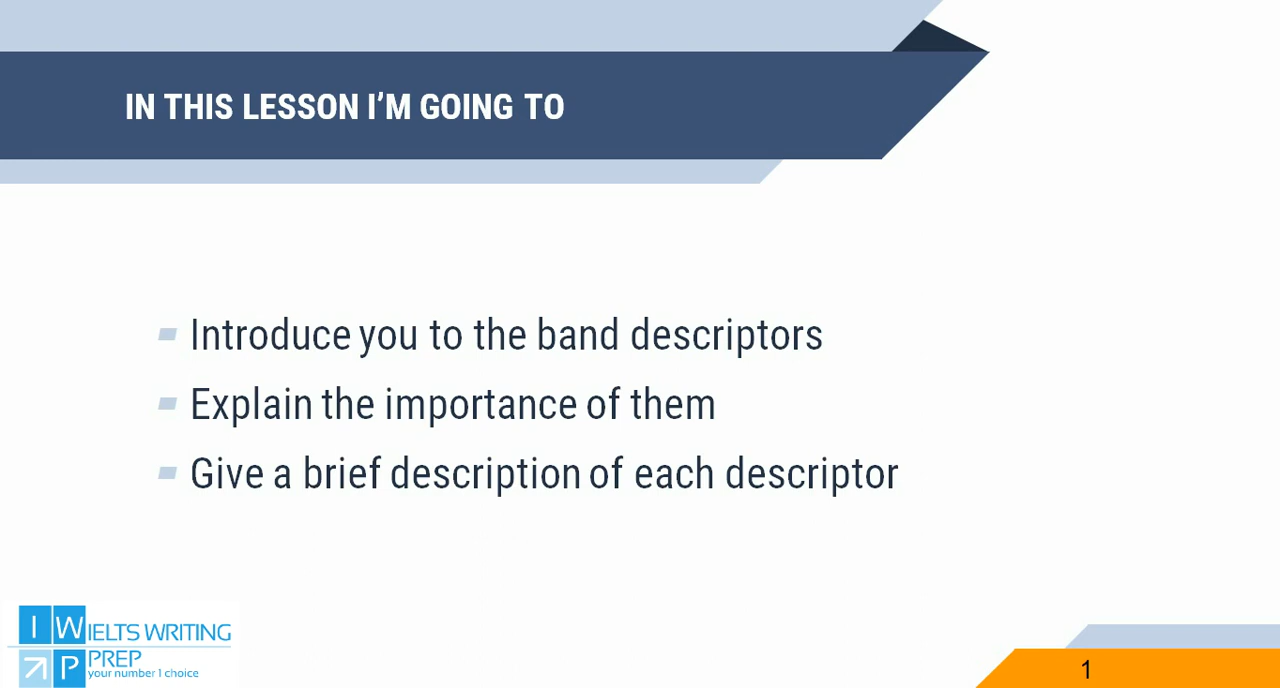 IN THIS LESSON I’M GOING TO
Introduce you to the band descriptors
Explain the importance of them
Give a brief description of each descriptor
I W IELTS WRITING
P PREP
your number 1 choice
1